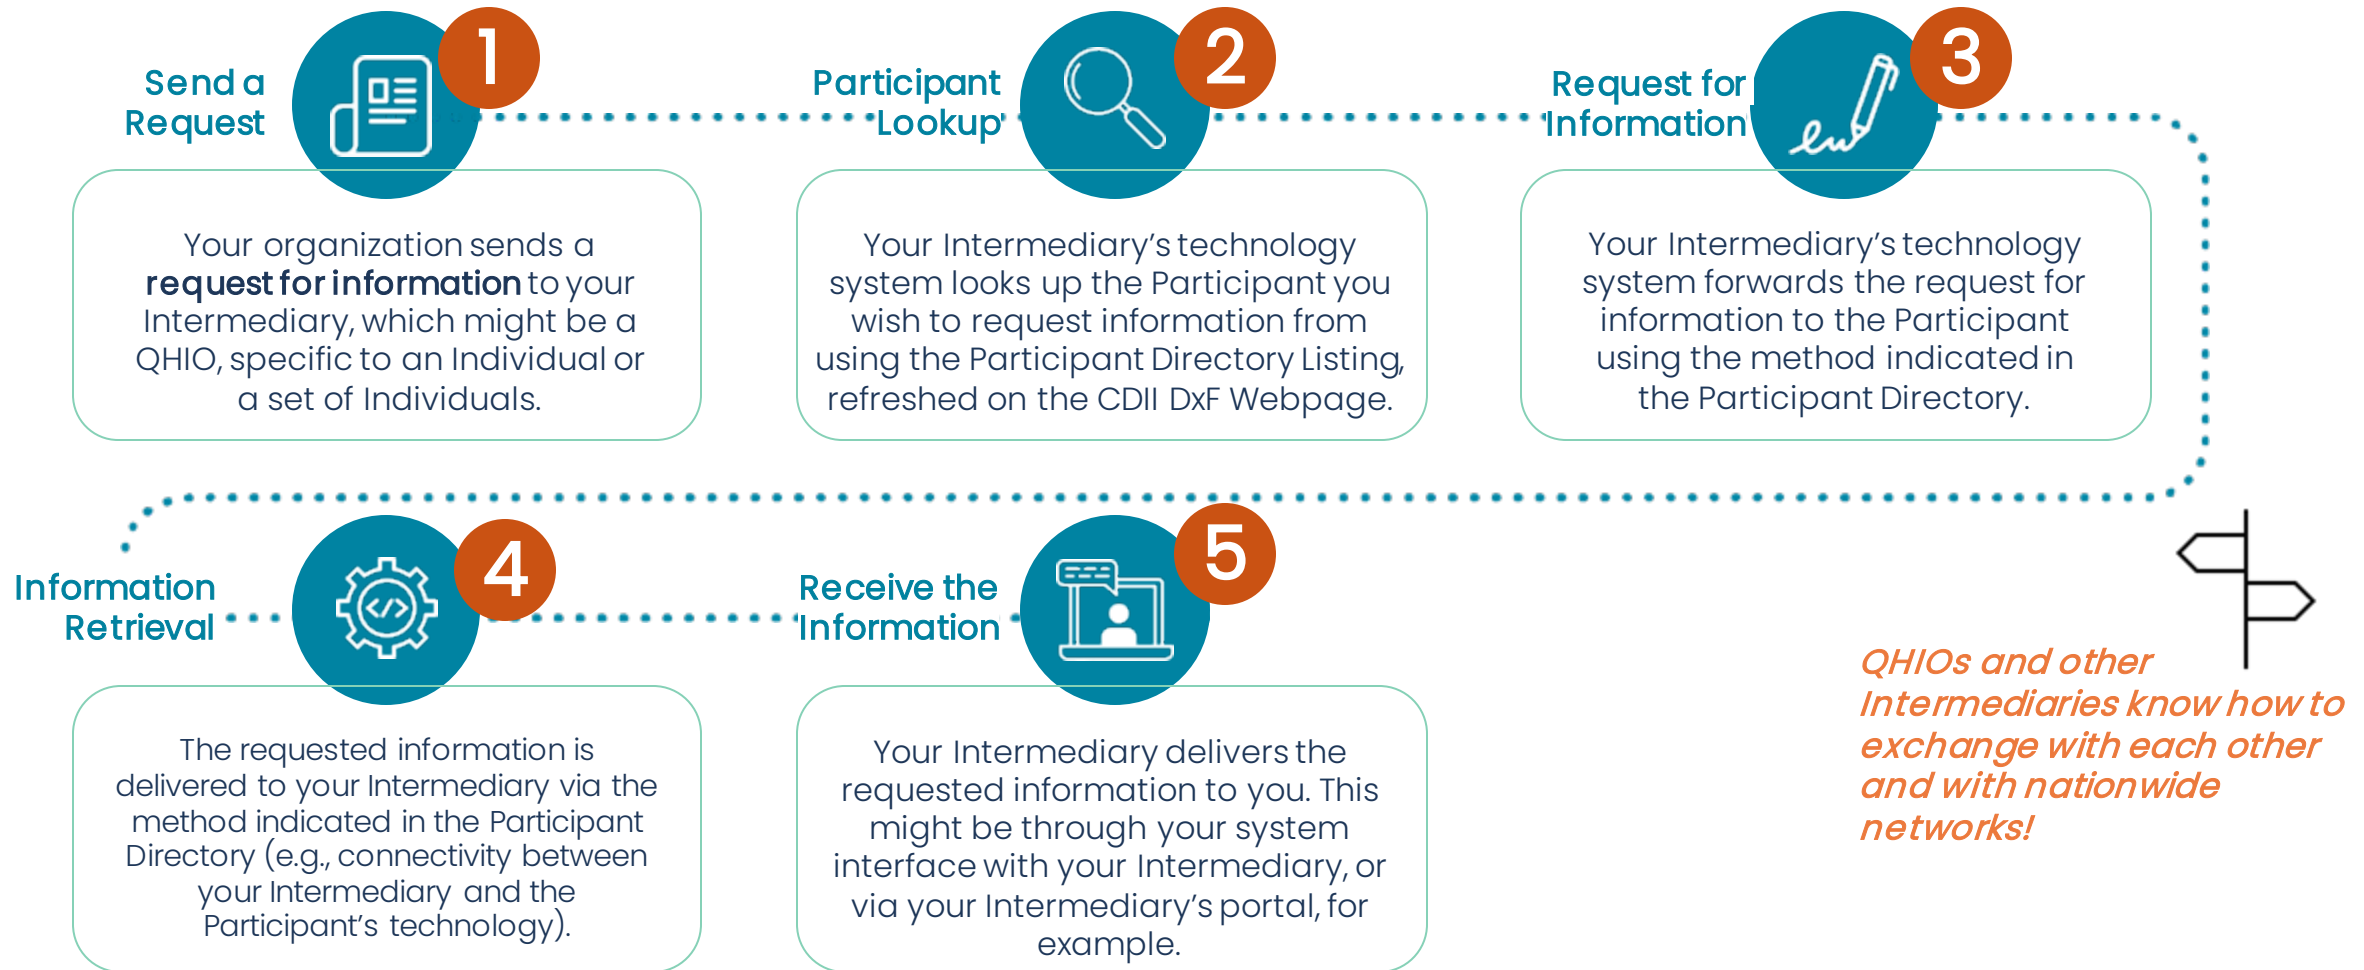 Send a
Request
1
Your organization sends a
request for information to your
Intermediary, which might be a
QHIO, specific to an Individual or
a set of Individuals.
Participant
Lookup
2
Your Intermediary’s technology
system looks up the Participant you
wish to request information from
using the Participant Directory Listing,
refreshed on the CDII DxF Webpage.
Request for
Information
3
Your Intermediary’s technology
system forwards the request for
information to the Participant
using the method indicated in
the Participant Directory.
Information
Retrieval
4
The requested information is
delivered to your Intermediary via the
method indicated in the Participant
Directory (e.g., connectivity between
your Intermediary and the
Participant’s technology).
Receive the
Information
5
Your Intermediary delivers the
requested information to you. This
might be through your system
interface with your Intermediary, or
via your Intermediary’s portal, for
example.
QHIOs and other
Intermediaries know how to
exchange with each other
and with nationwide
networks!